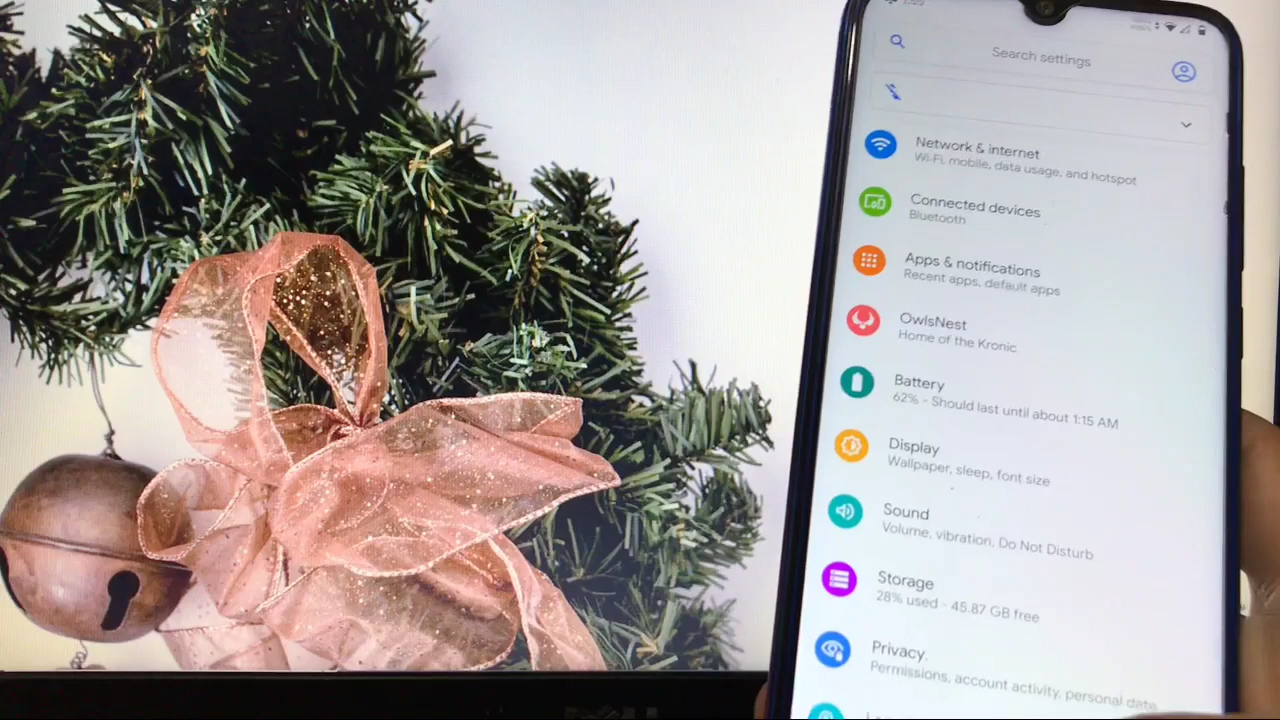 Search settings
Network & internet
Wi-Fi, mobile, data usage, and hotspot
Connected devices
Bluetooth
Apps & notifications
Recent apps, default apps
OwlsNest
Home of the Kronic
Battery
62% - Should last until about 1:15 AM
Display
Wallpaper, sleep, font size
Sound
Volume, vibration, Do Not Disturb
Storage
28% used - 45.87 GB free
Privacy
Permissions, account activity, personal data